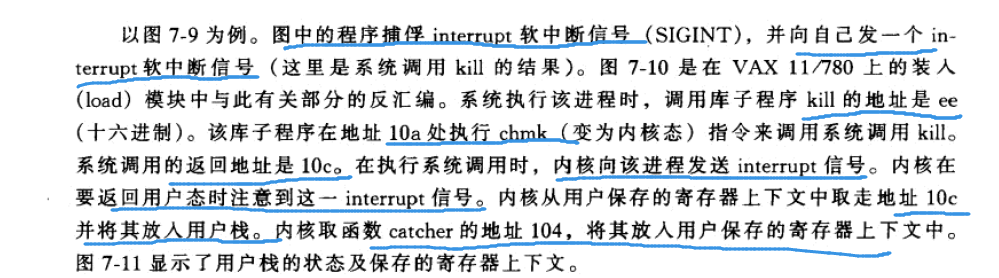 以图 7-9 为例。图中的程序捕俘 interrupt 软中断信号 (SIGINT)，并向自己发一个 in-
terrupt 软中断信号（这里是系统调用 kill 的结果）。图 7-10 是在 VAX 11/780 上的装入
(load) 模块中与此有关部分的反汇编。系统执行该进程时，调用库子程序 kill 的地址是 ee
(十六进制)。该库子程序在地址 10a 处执行 chmk（变为内核态）指令来调用系统调用 kill。
系统调用的返回地址是 10c。在执行系统调用时，内核向该进程发送 interrupt 信号。内核在
要返回用户态时注意到这一 interrupt 信号。内核从用户保存的寄存器上下文中取走地址 10c
并将其放入用户栈。内核取函数 catcher 的地址 104，将其放入用户保存的寄存器上下文中。
图 7-11 显示了用户栈的状态及保存的寄存器上下文。